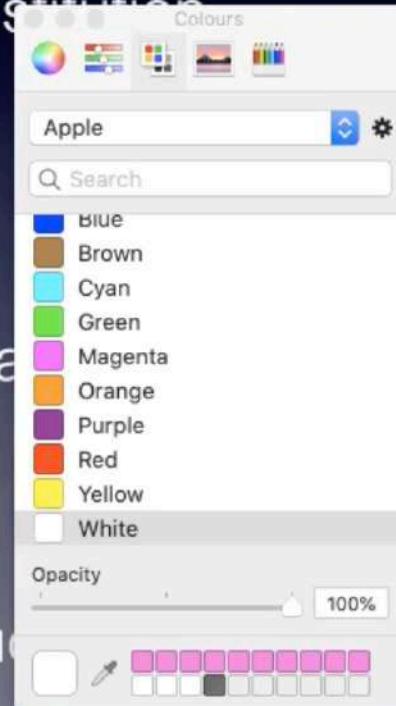 Colours
Apple
Search
Blue
Brown
Cyan
Green
Magenta
Orange
Purple
Red
Yellow
White
Opacity
100%